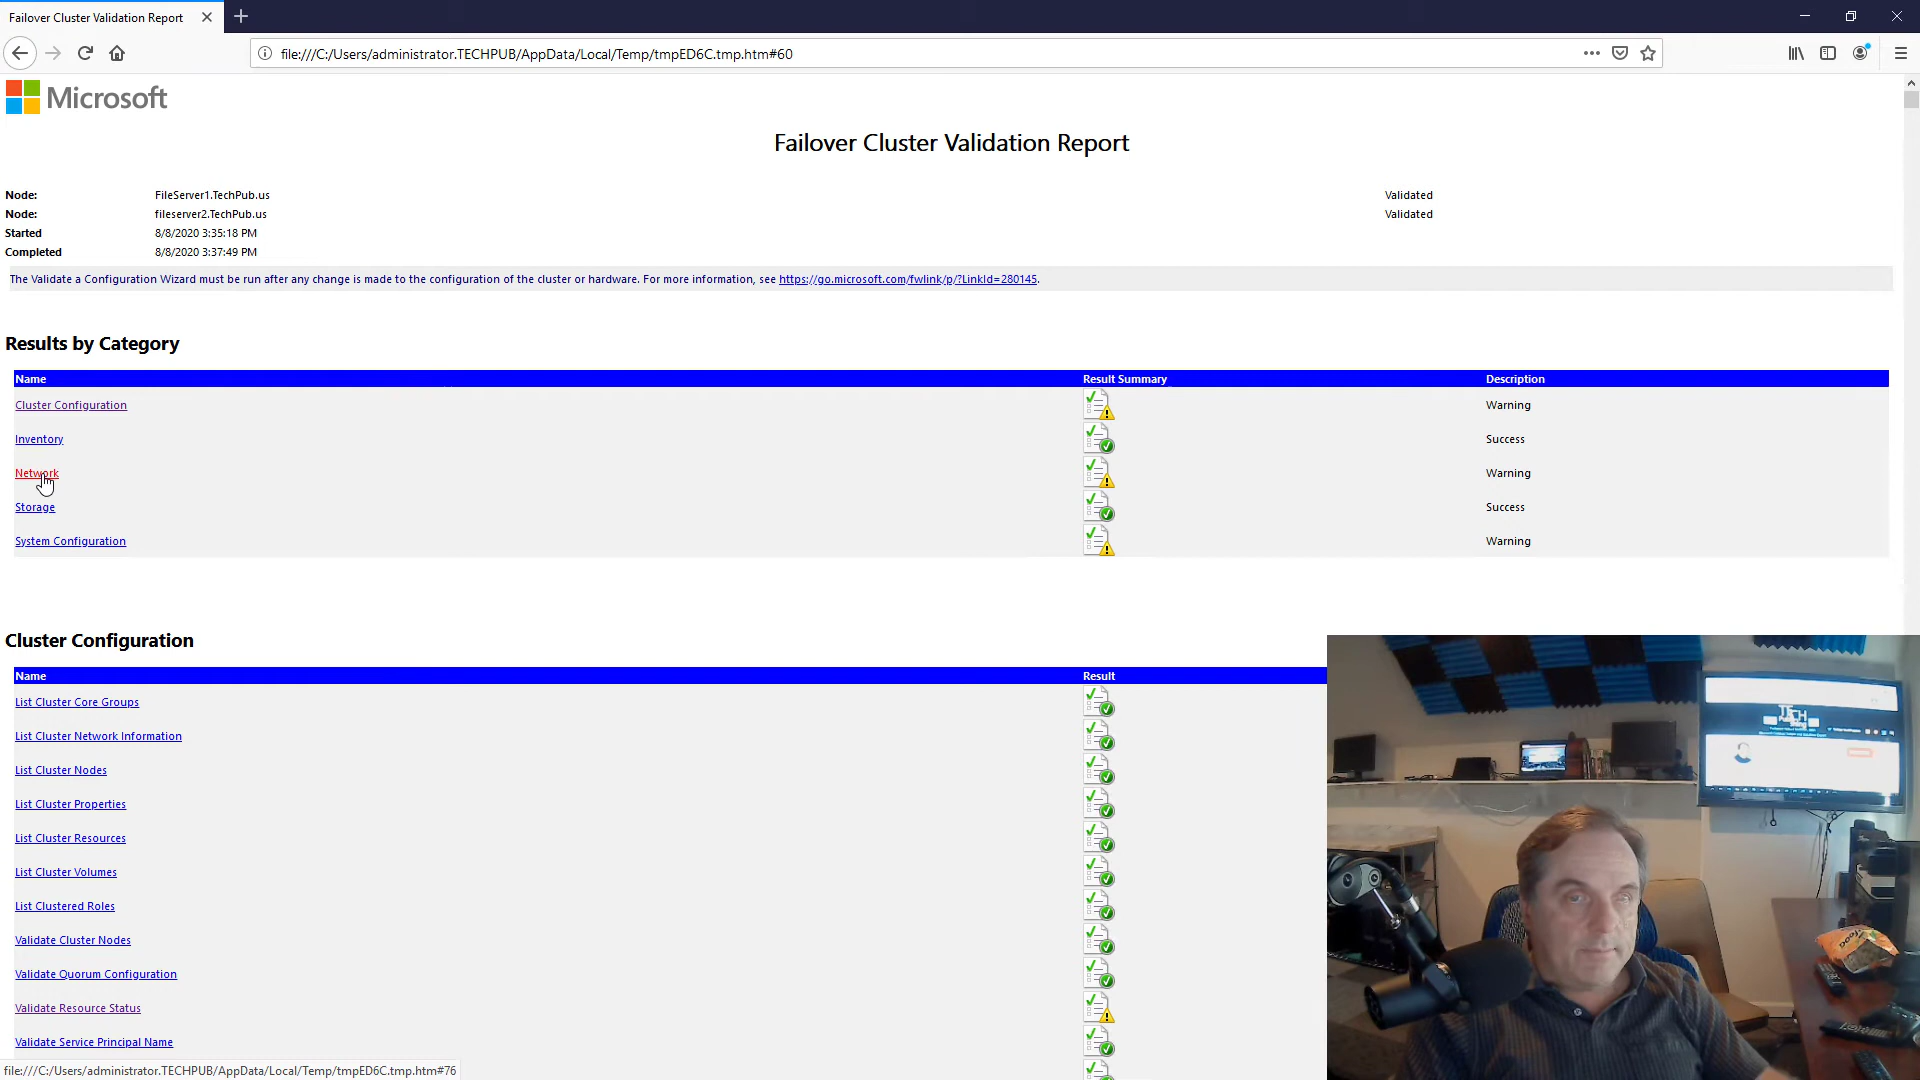 Failover Cluster Validation Report
file:///C:/Users/administrator.TECHPUB/AppData/Local/Temp/tmpED6C.tmp.htm#60
Microsoft
Failover Cluster Validation Report
Node: FileServer1.TechPub.us Validated
Node: fileserver2.TechPub.us Validated
Started 8/8/2020 3:35:18 PM
Completed 8/8/2020 3:37:49 PM
The Validate a Configuration Wizard must be run after any change is made to the configuration of the cluster or hardware. For more information, see https://go.microsoft.com/fwlink/p/?LinkId=280145.
Results by Category
Name Result Summary Description
Cluster Configuration Warning
Inventory Success
Network Warning
Storage Success
System Configuration Warning
Cluster Configuration
Name Result
List Cluster Core Groups
List Cluster Network Information
List Cluster Nodes
List Cluster Properties
List Cluster Resources
List Cluster Volumes
List Clustered Roles
Validate Cluster Nodes
Validate Quorum Configuration
Validate Resource Status
Validate Service Principal Name
file:///C:/Users/administrator.TECHPUB/AppData/Local/Temp/tmpED6C.tmp.htm#76
TECH